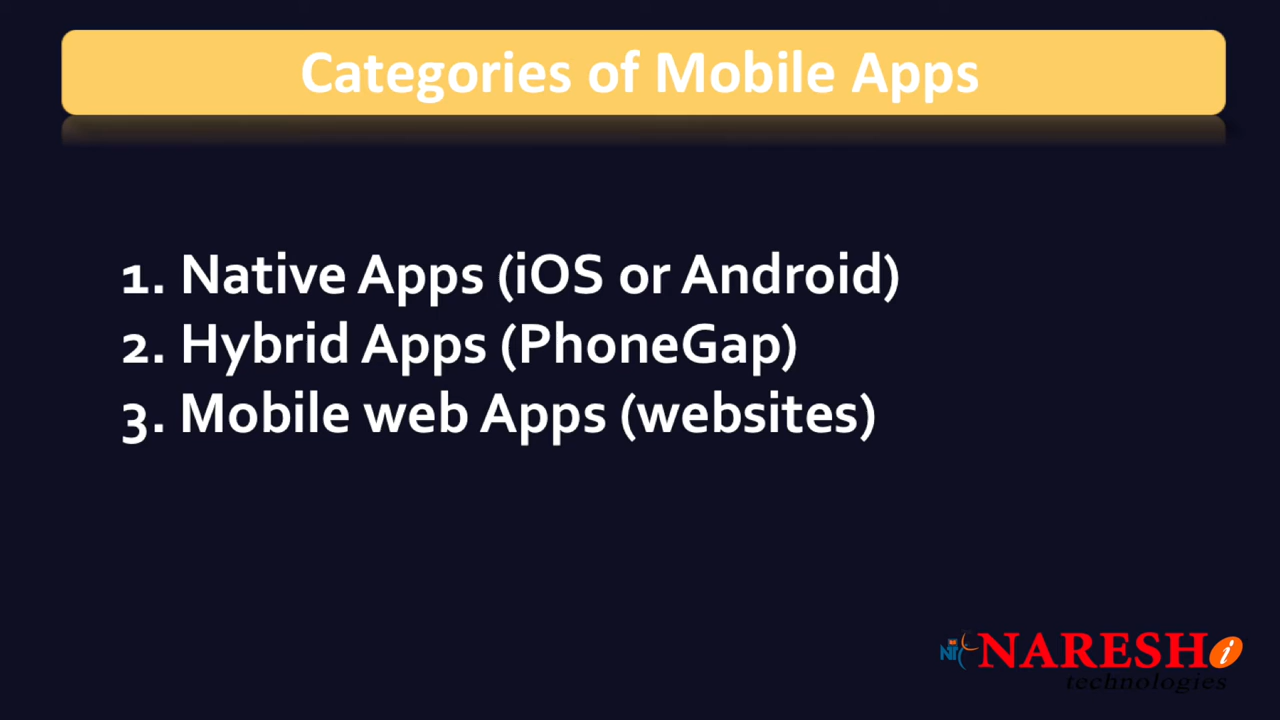 Categories of Mobile Apps
1. Native Apps (iOS or Android)
2. Hybrid Apps (PhoneGap)
3. Mobile web Apps (websites)
NT NARESH i
technologies